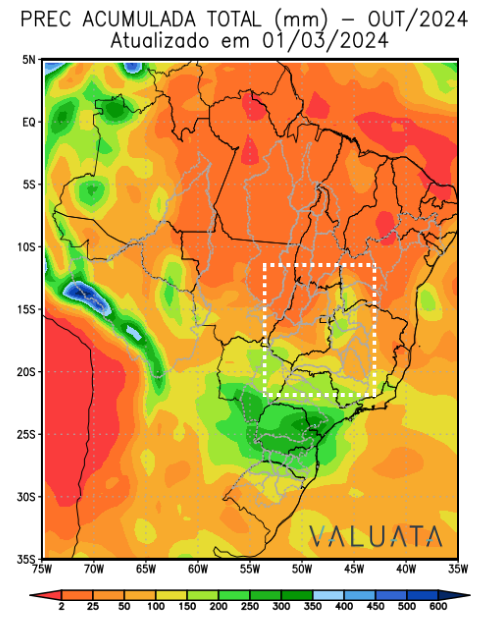 PREC ACUMULADA TOTAL (mm) – OUT/2024
Atualizado em 01/03/2024
5N
EQ
5S
10S
15S
20S
25S
30S
35S
75W 70W 65W 60W 55W 50W 45W 40W 35W
VALUATA
2 25 50 100 150 200 250 300 350 400 450 500 600